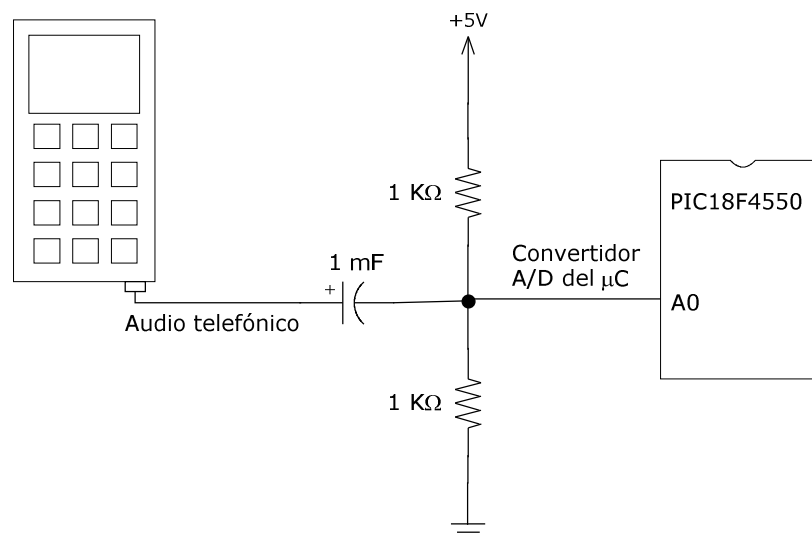 +5V
1 KΩ
PIC18F4550
Convertidor
A/D del μC
1 mF
+
A0
Audio telefónico
1 KΩ